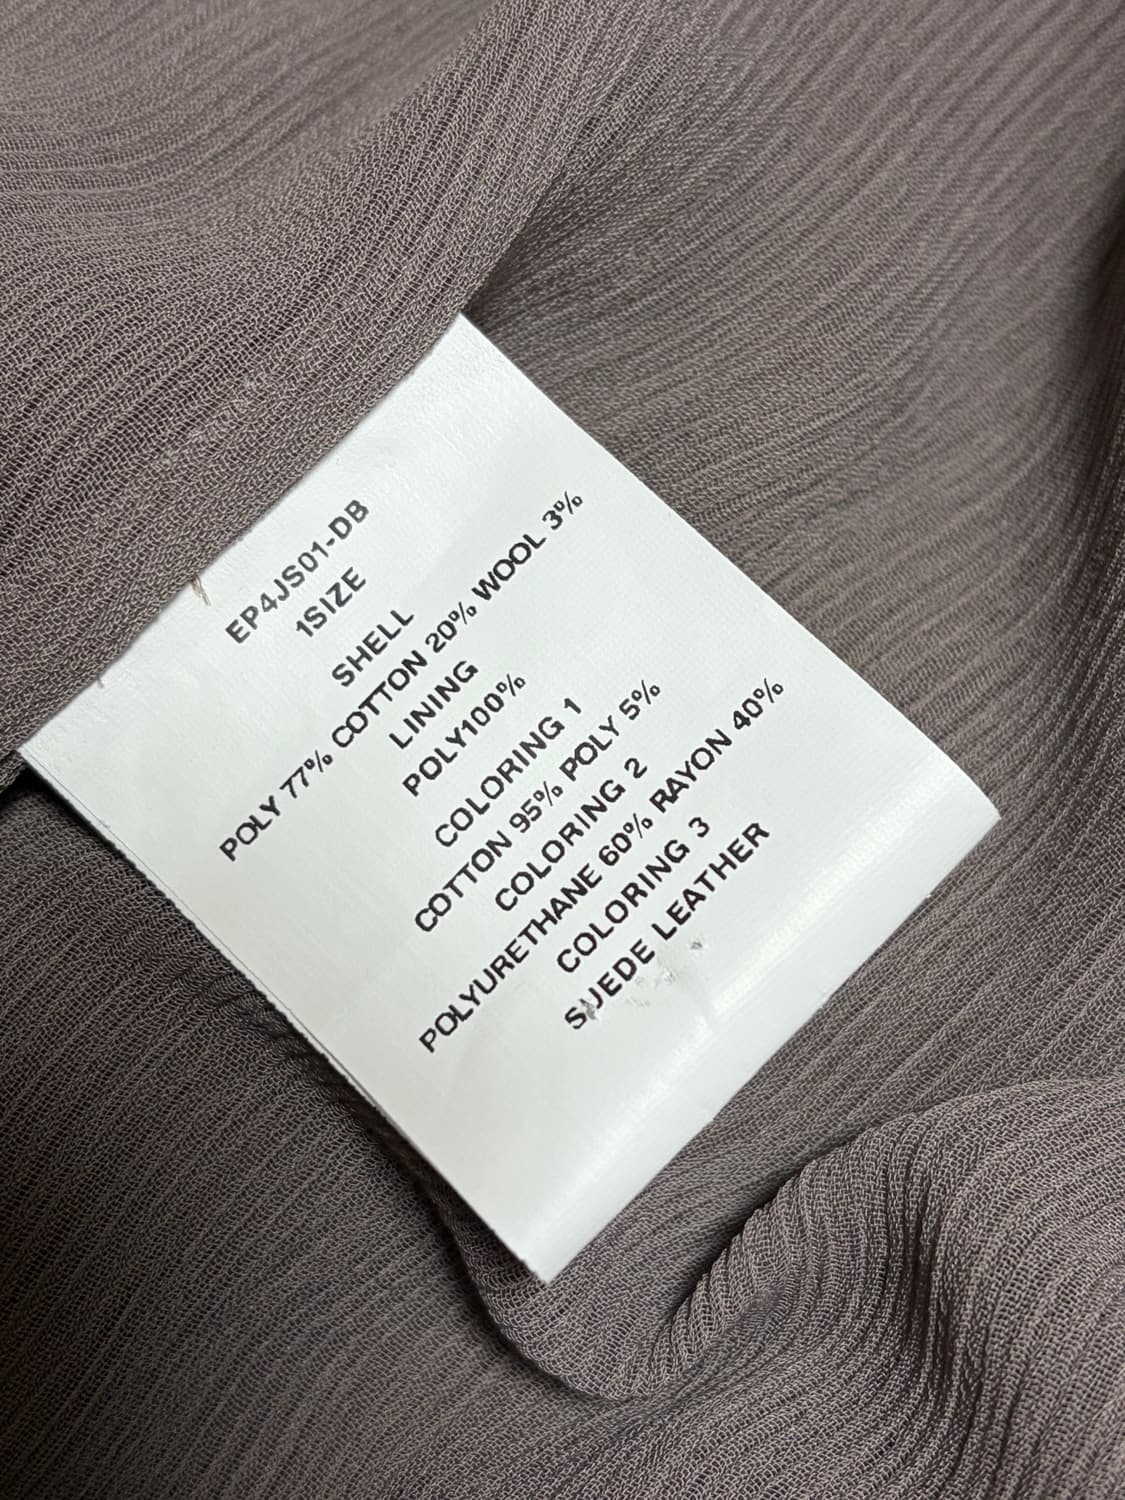 EP4JS01-DB
1SIZE
SHELL
POLY 77% COTTON 20% WOOL 3%
LINING
POLY100%
COLORING 1
COTTON 95% POLY 5%
COLORING 2
POLYURETHANE 60% RAYON 40%
COLORING 3
SUEDE LEATHER